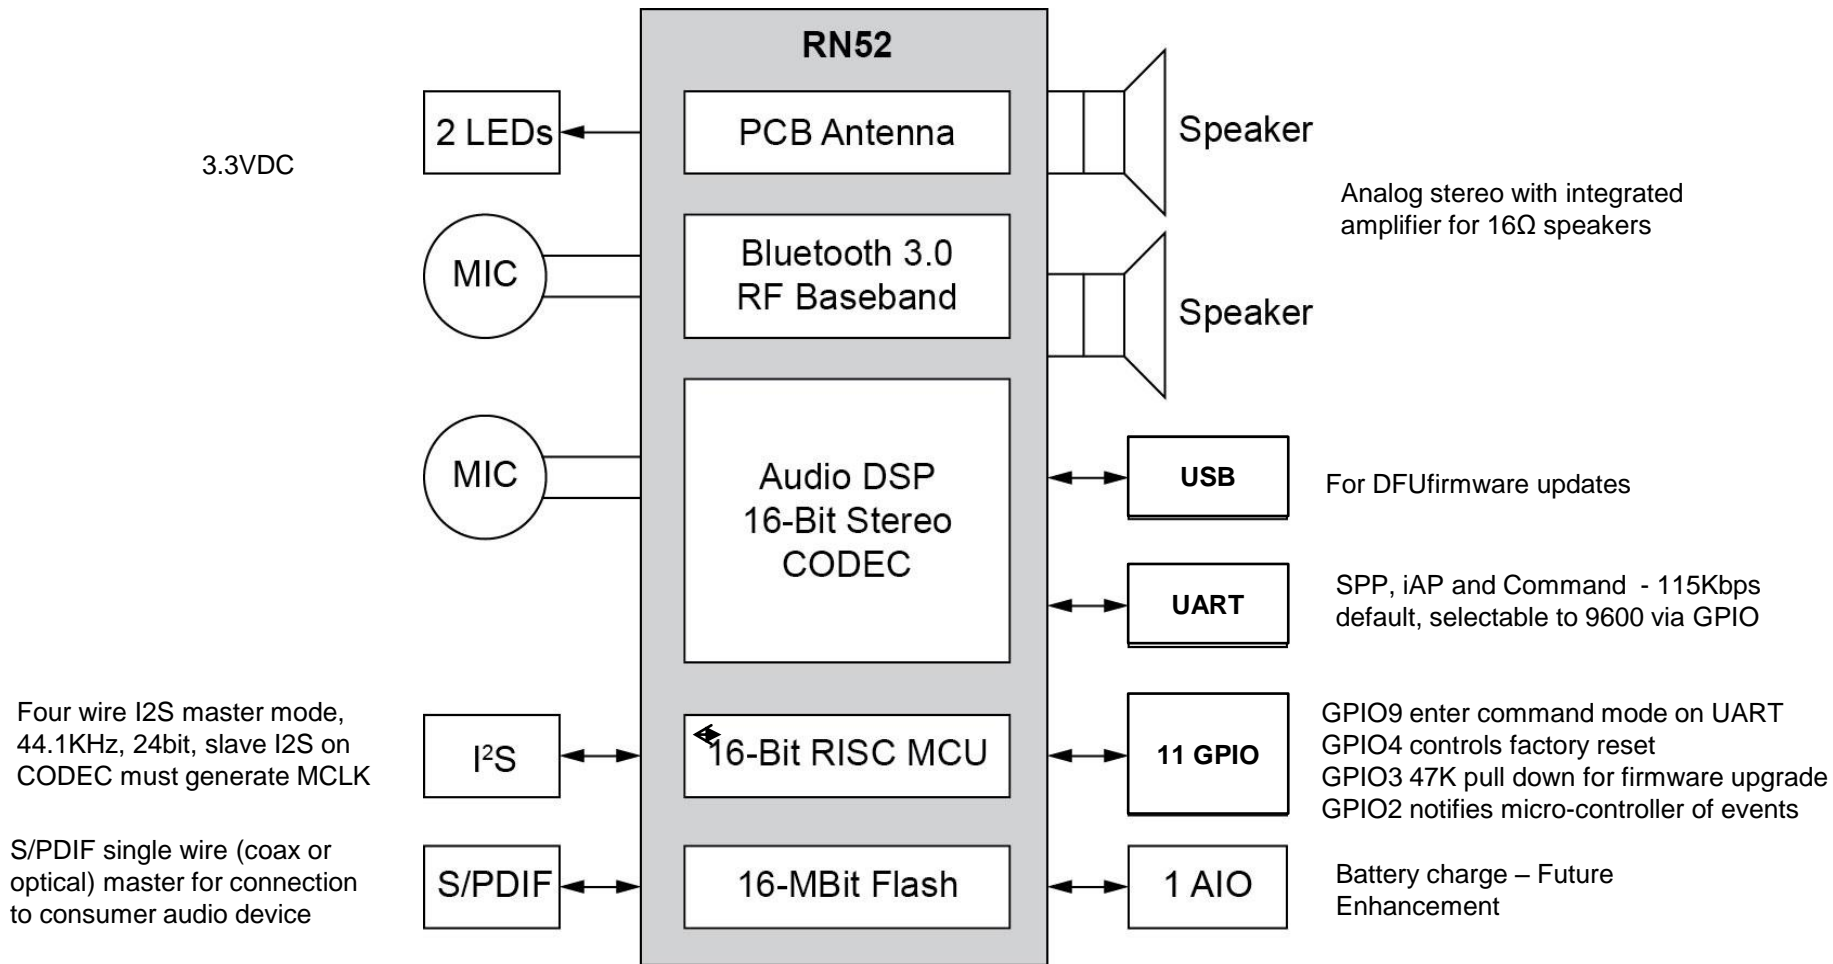 RN52
2 LEDs
PCB Antenna
Speaker
3.3VDC
Analog stereo with integrated
amplifier for 16Ω speakers
MIC
Bluetooth 3.0
RF Baseband
Speaker
MIC
Audio DSP
16-Bit Stereo
CODEC
USB
For DFUfirmware updates
UART
SPP, iAP and Command  - 115Kbps
default, selectable to 9600 via GPIO
Four wire I2S master mode,
44.1KHz, 24bit, slave I2S on
CODEC must generate MCLK
I²S
16-Bit RISC MCU
11 GPIO
GPIO9 enter command mode on UART
GPIO4 controls factory reset
GPIO3 47K pull down for firmware upgrade
GPIO2 notifies micro-controller of events
S/PDIF single wire (coax or
optical) master for connection
to consumer audio device
S/PDIF
16-MBit Flash
1 AIO
Battery charge – Future
Enhancement